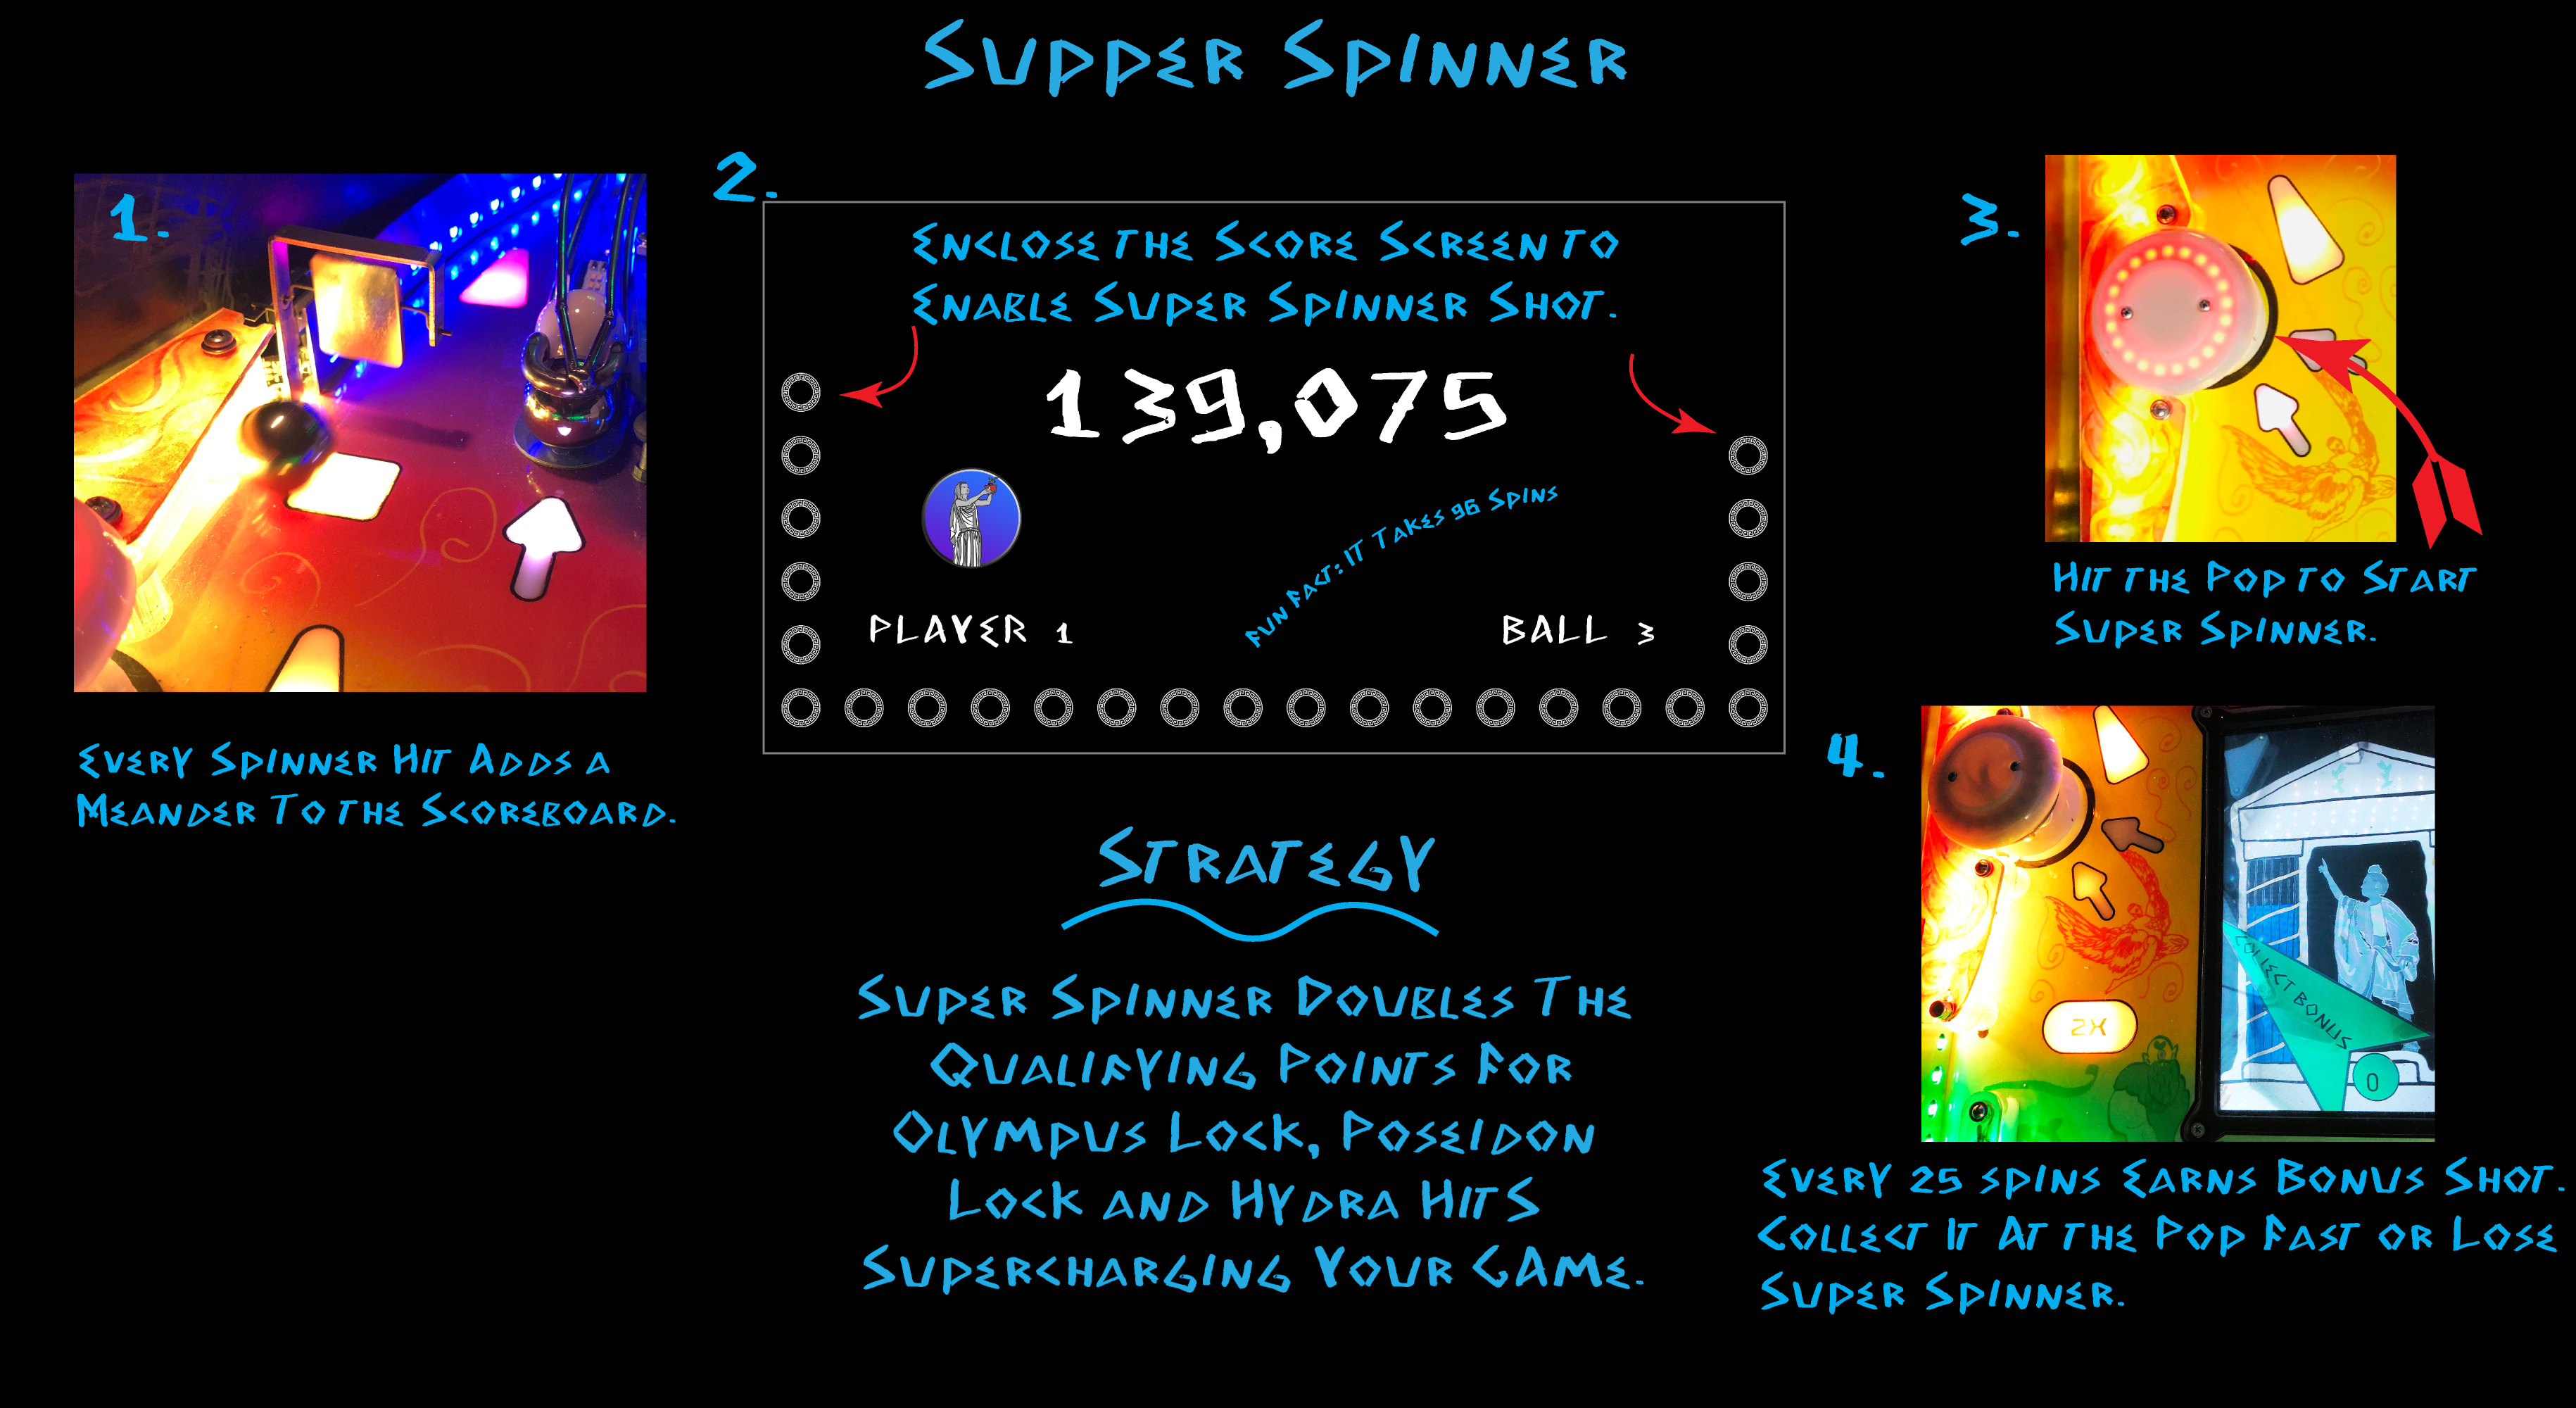 Supper Spinner
1.
Every Spinner Hit Adds a
Meander To the Scoreboard.
2.
Enclose the Score Screen to
Enable Super Spinner Shot.
139,075
Fun Fact: It Takes 96 Spins
PLAYER 1
BALL 3
3.
Hit the Pop to Start
Super Spinner.
4.
COLLECT BONUS
2X
0
Every 25 spins Earns Bonus Shot.
Collect It At the Pop Fast or Lose
Super Spinner.
Strategy
Super Spinner Doubles The
Qualifying Points For
Olympus Lock, Poseidon
Lock and Hydra Hits
Supercharging Your Game.